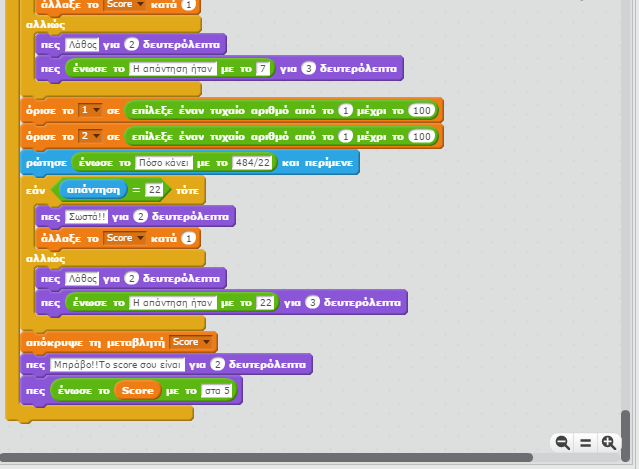 άλλαξε το Score κατά 1
αλλιώς
πες Λάθος για 2 δευτερόλεπτα
πες ένωσε το Η απάντηση ήταν με το 7 για 3 δευτερόλεπτα
όρισε το 1 σε επίλεξε έναν τυχαίο αριθμό από το 1 μέχρι το 100
όρισε το 2 σε επίλεξε έναν τυχαίο αριθμό από το 1 μέχρι το 100
ρώτησε ένωσε το Πόσο κάνει με το 484/22 και περίμενε
εάν απάντηση = 22 τότε
πες Σωστά!! για 2 δευτερόλεπτα
άλλαξε το Score κατά 1
αλλιώς
πες Λάθος για 2 δευτερόλεπτα
πες ένωσε το Η απάντηση ήταν με το 22 για 3 δευτερόλεπτα
απόκρυψε τη μεταβλητή Score
πες Μπράβο!!Το score σου είναι για 2 δευτερόλεπτα
πες ένωσε το Score με το στα 5